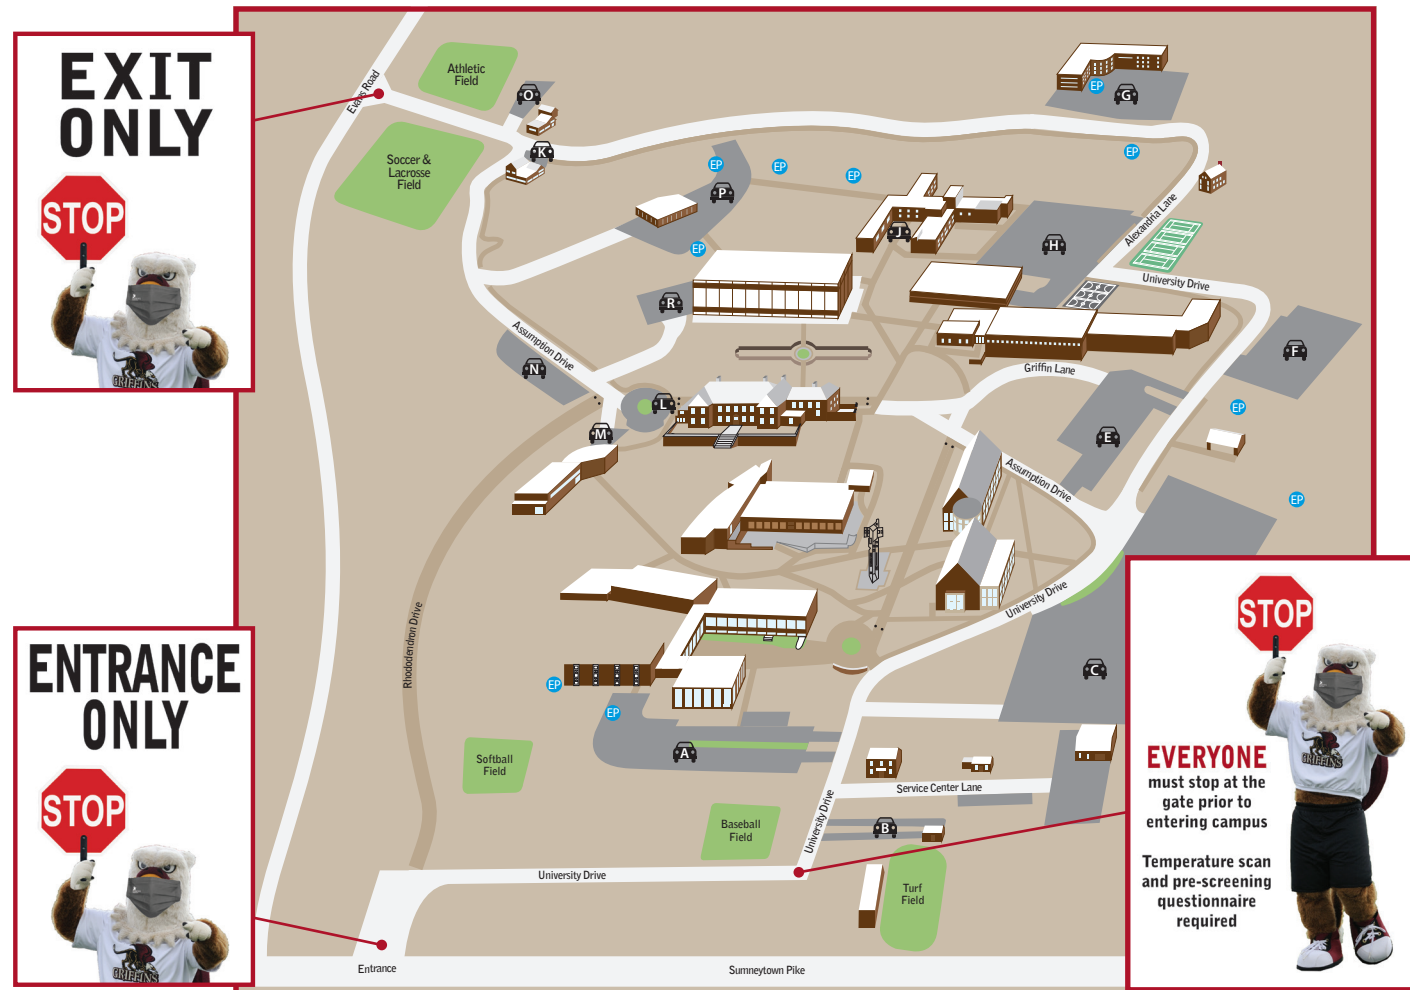 EXIT
ONLY
STOP
GRIFFINS
ENTRANCE
ONLY
STOP
GRIFFINS
Evans Road
Athletic
Field
O
Soccer &
Lacrosse
Field
K
EP
G
EP
EP
EP
EP
P
EP
J
H
Alexandria Lane
University Drive
R
Assumption Drive
N
F
Griffin Lane
L
M
E
EP
Assumption Drive
EP
University Drive
Rhododendron Drive
EP
EP
A
C
Softball
Field
Service Center Lane
University Drive
Baseball
Field
B
University Drive
Turf
Field
Entrance
Sumneytown Pike
STOP
GRIFFINS
EVERYONE
must stop at the
gate prior to
entering campus
Temperature scan
and pre-screening
questionnaire
required